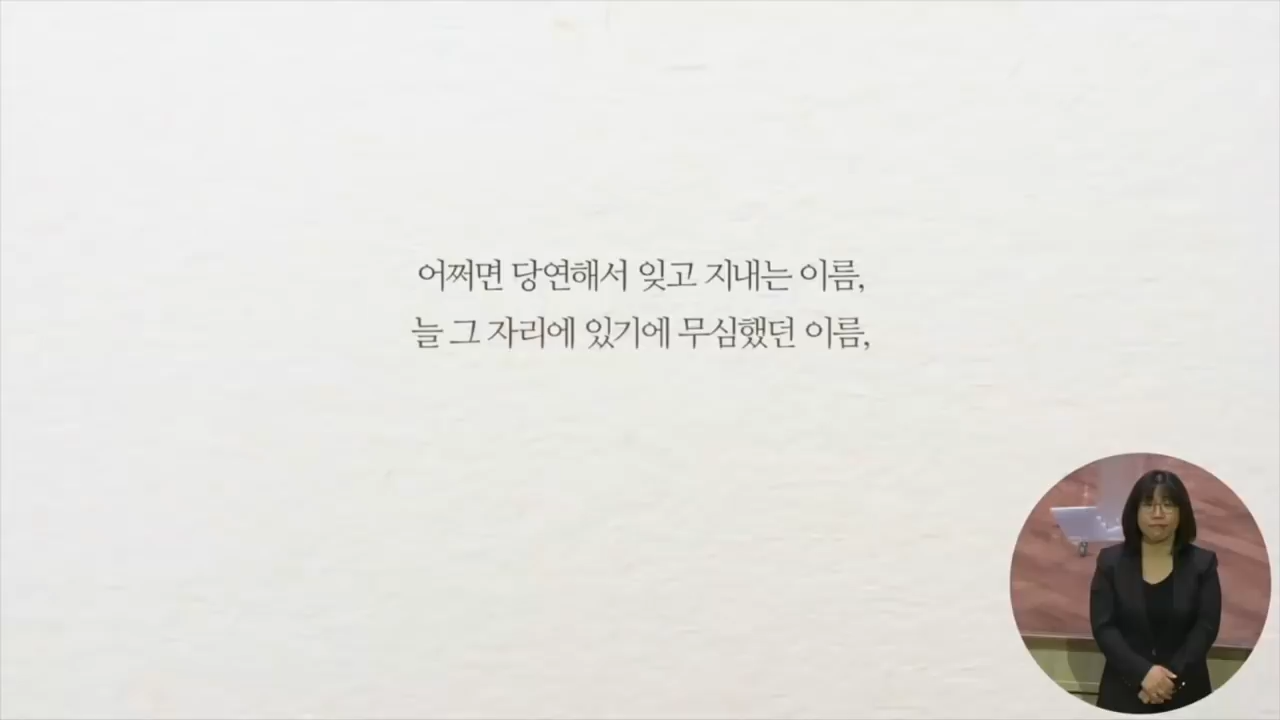 어쩌면 당연해서 잊고 지내는 이름,
늘 그 자리에 있기에 무심했던 이름,